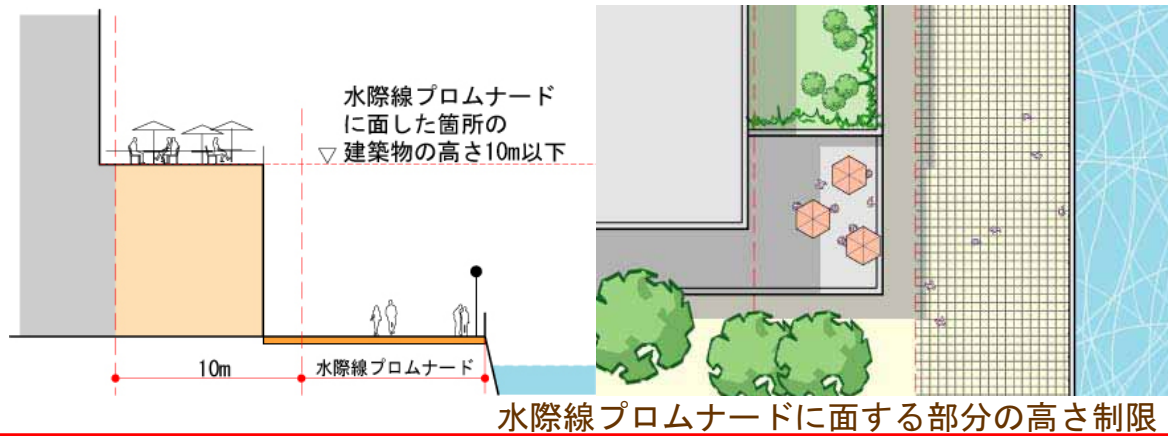 水際線プロムナード
に面した箇所の
▽ 建築物の高さ10m以下
10m
水際線プロムナード
水際線プロムナードに面する部分の高さ制限